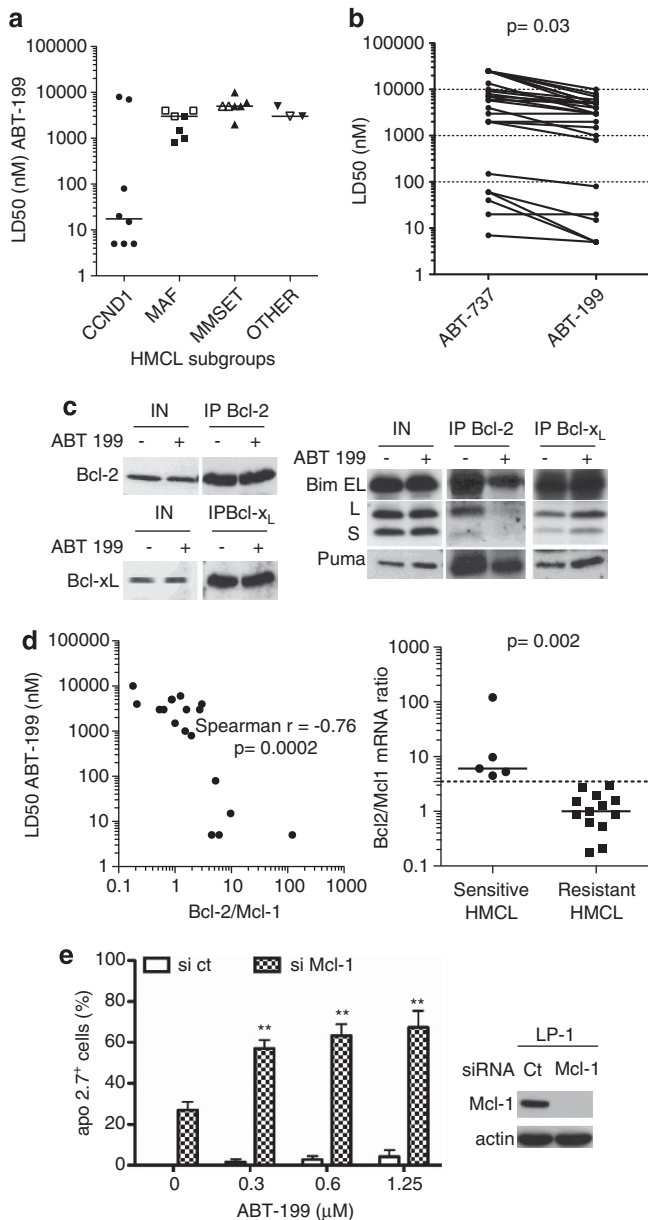 a
LD50 (nM) ABT-199
100000
10000
1000
100
10
1
CCND1
MAF
MMSET
OTHER
HMCL subgroups
b
p= 0.03
LD50 (nM)
100000
10000
1000
100
10
1
ABT-737
ABT-199
c
IN IP Bcl-2
ABT 199 - + - +
Bcl-2
IN IPBcl-xL
ABT 199 - + - +
Bcl-xL
IN IP Bcl-2 IP Bcl-xL
ABT 199 - + - + - +
Bim EL
L
S
Puma
d
LD50 ABT-199 (nM)
100000
10000
1000
100
10
1
Spearman r = -0.76
p= 0.0002
0.1 1 10 100 1000
Bcl-2/Mcl-1
p= 0.002
Bcl2/Mcl1 mRNA ratio
1000
100
10
1
0.1
Sensitive HMCL
Resistant HMCL
e
si ct si Mcl-1
apo 2.7+ cells (%)
100
80
60
40
20
0
** ** **
0 0.3 0.6 1.25
ABT-199 (μM)
LP-1
siRNA Ct Mcl-1
Mcl-1
actin